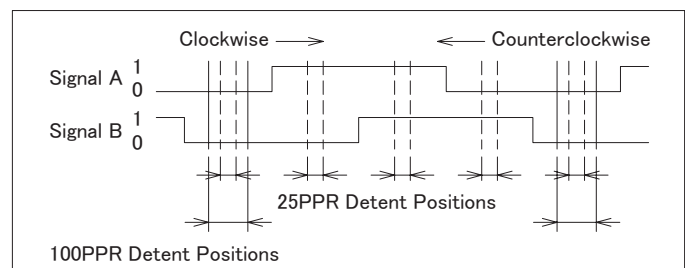 Clockwise Counterclockwise
Signal A 1
0
Signal B 1
0
25PPR Detent Positions
100PPR Detent Positions